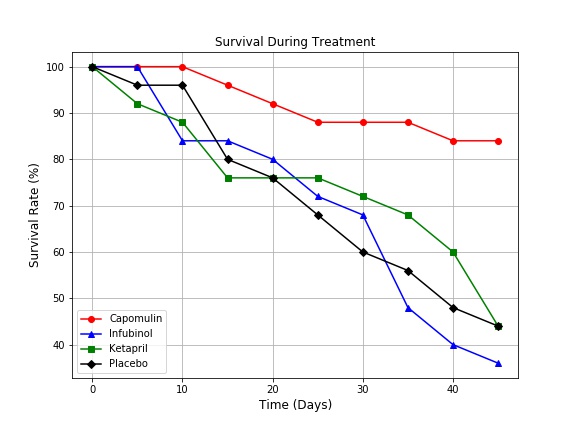 Survival During Treatment
Survival Rate (%)
100
90
80
70
60
50
40
Capomulin
Infubinol
Ketapril
Placebo
0
10
20
30
40
Time (Days)